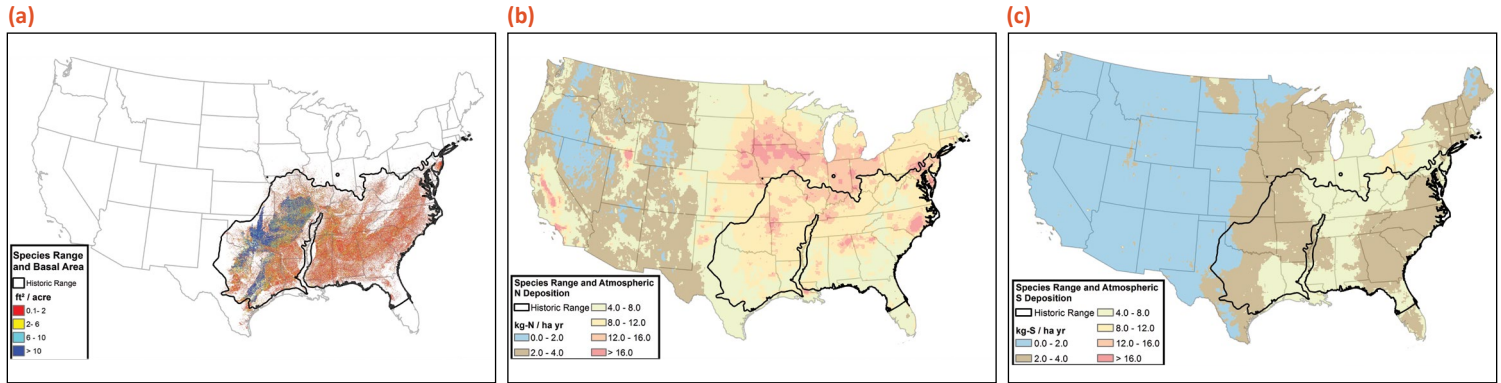 (a)
(b)
(c)
Species Range
and Basal Area
Historic Range
ft² / acre
0.1- 2
2- 6
6 - 10
> 10
Species Range and Atmospheric
N Deposition
Historic Range
kg-N / ha yr
0.0 - 2.0
2.0 - 4.0
4.0 - 8.0
8.0 - 12.0
12.0 - 16.0
> 16.0
Species Range and Atmospheric
S Deposition
Historic Range
kg-S / ha yr
0.0 - 2.0
2.0 - 4.0
4.0 - 8.0
8.0 - 12.0
12.0 - 16.0
> 16.0